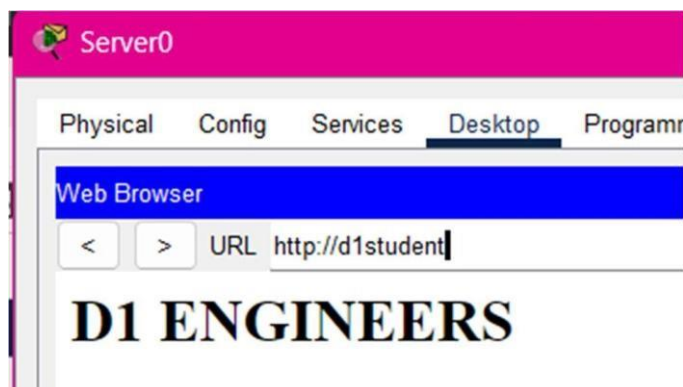 Server0
Physical Config Services Desktop
Web Browser
< > URL http://d1student
D1 ENGINEERS